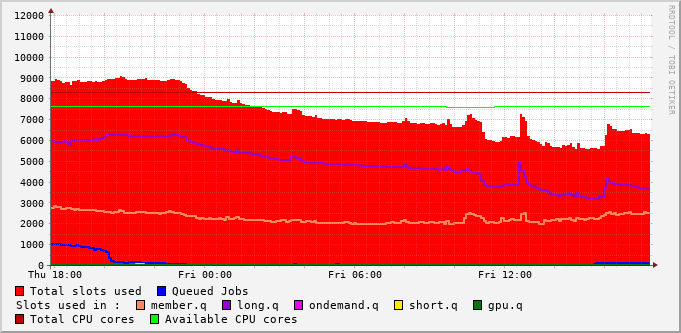 12000
11000
10000
9000
8000
7000
6000
5000
4000
3000
2000
1000
0
Thu 18:00 Fri 00:00 Fri 06:00 Fri 12:00
Total slots used Queued Jobs
Slots used in : member.q long.q ondemand.q short.q gpu.q
Total CPU cores Available CPU cores
RRDTOOL / TOBI OETIKER